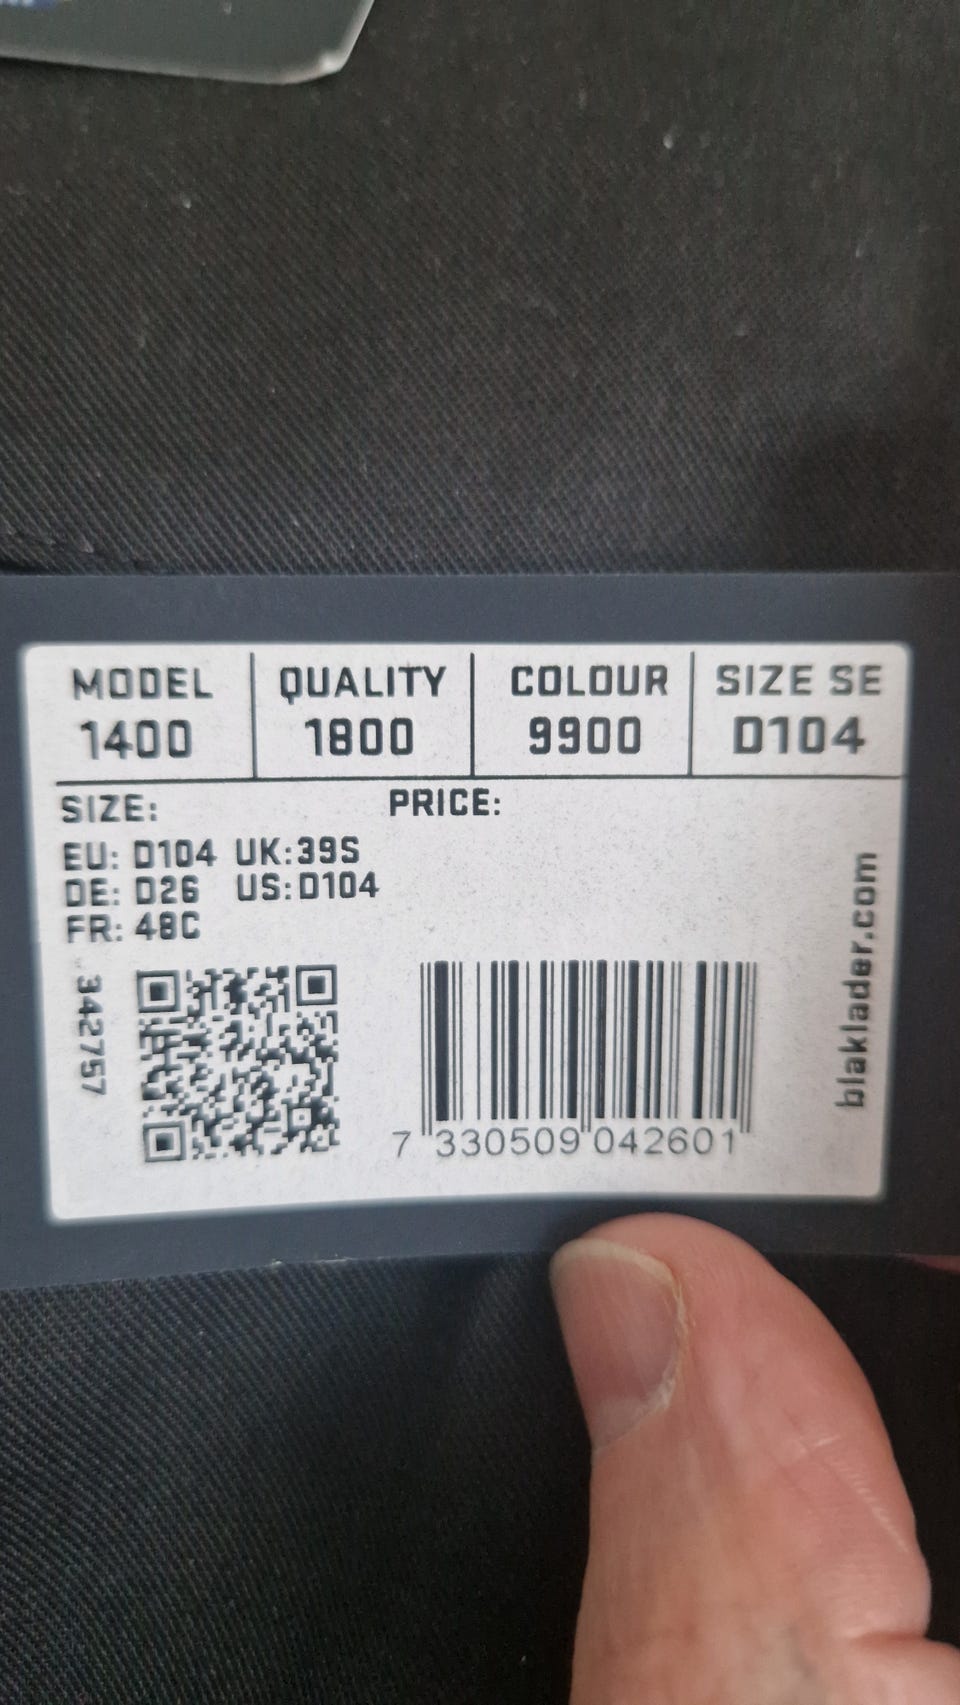 MODEL QUALITY COLOUR SIZE SE
1400 1800 9900 D104
SIZE: PRICE:
EU: D104 UK:39S
DE: D26 US:D104
FR: 48C
342757
7 330509 042601
blaklader.com